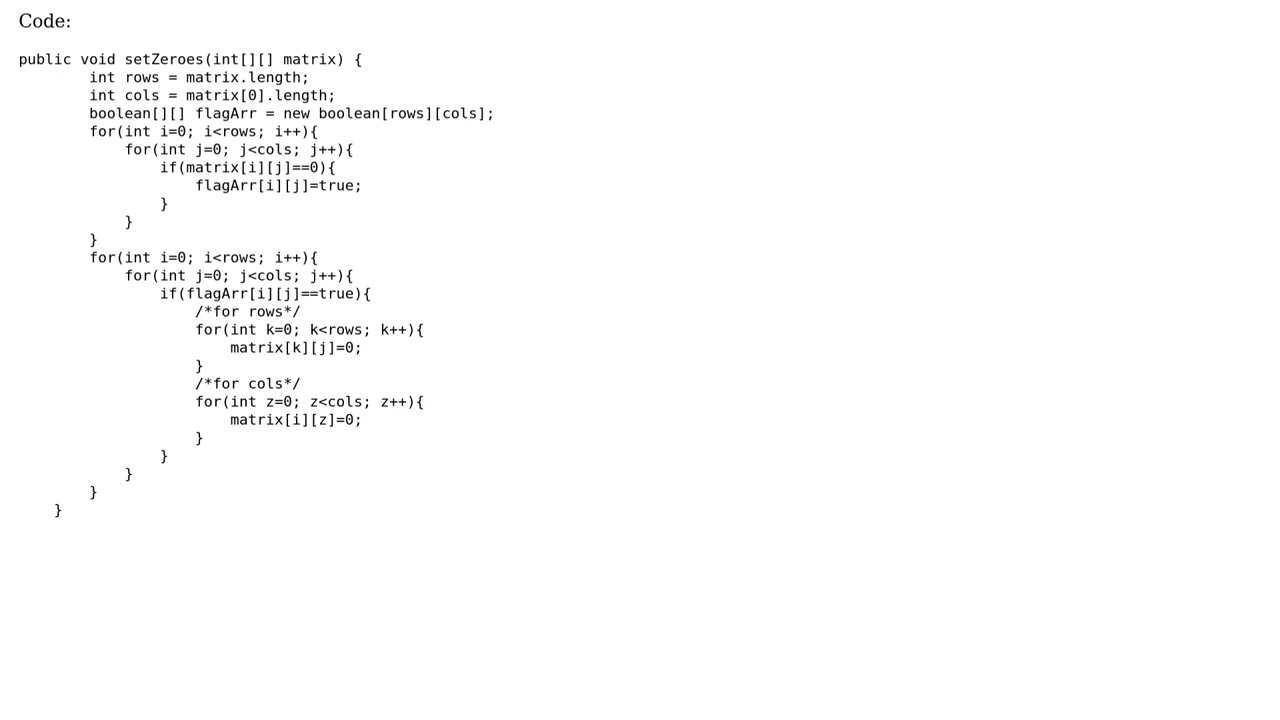 Code:
public void setZeroes(int[][] matrix) {
        int rows = matrix.length;
        int cols = matrix[0].length;
        boolean[][] flagArr = new boolean[rows][cols];
        for(int i=0; i<rows; i++){
            for(int j=0; j<cols; j++){
                if(matrix[i][j]==0){
                    flagArr[i][j]=true;
                }
            }
        }
        for(int i=0; i<rows; i++){
            for(int j=0; j<cols; j++){
                if(flagArr[i][j]==true){
                    /*for rows*/
                    for(int k=0; k<rows; k++){
                        matrix[k][j]=0;
                    }
                    /*for cols*/
                    for(int z=0; z<cols; z++){
                        matrix[i][z]=0;
                    }
                }
            }
        }
    }